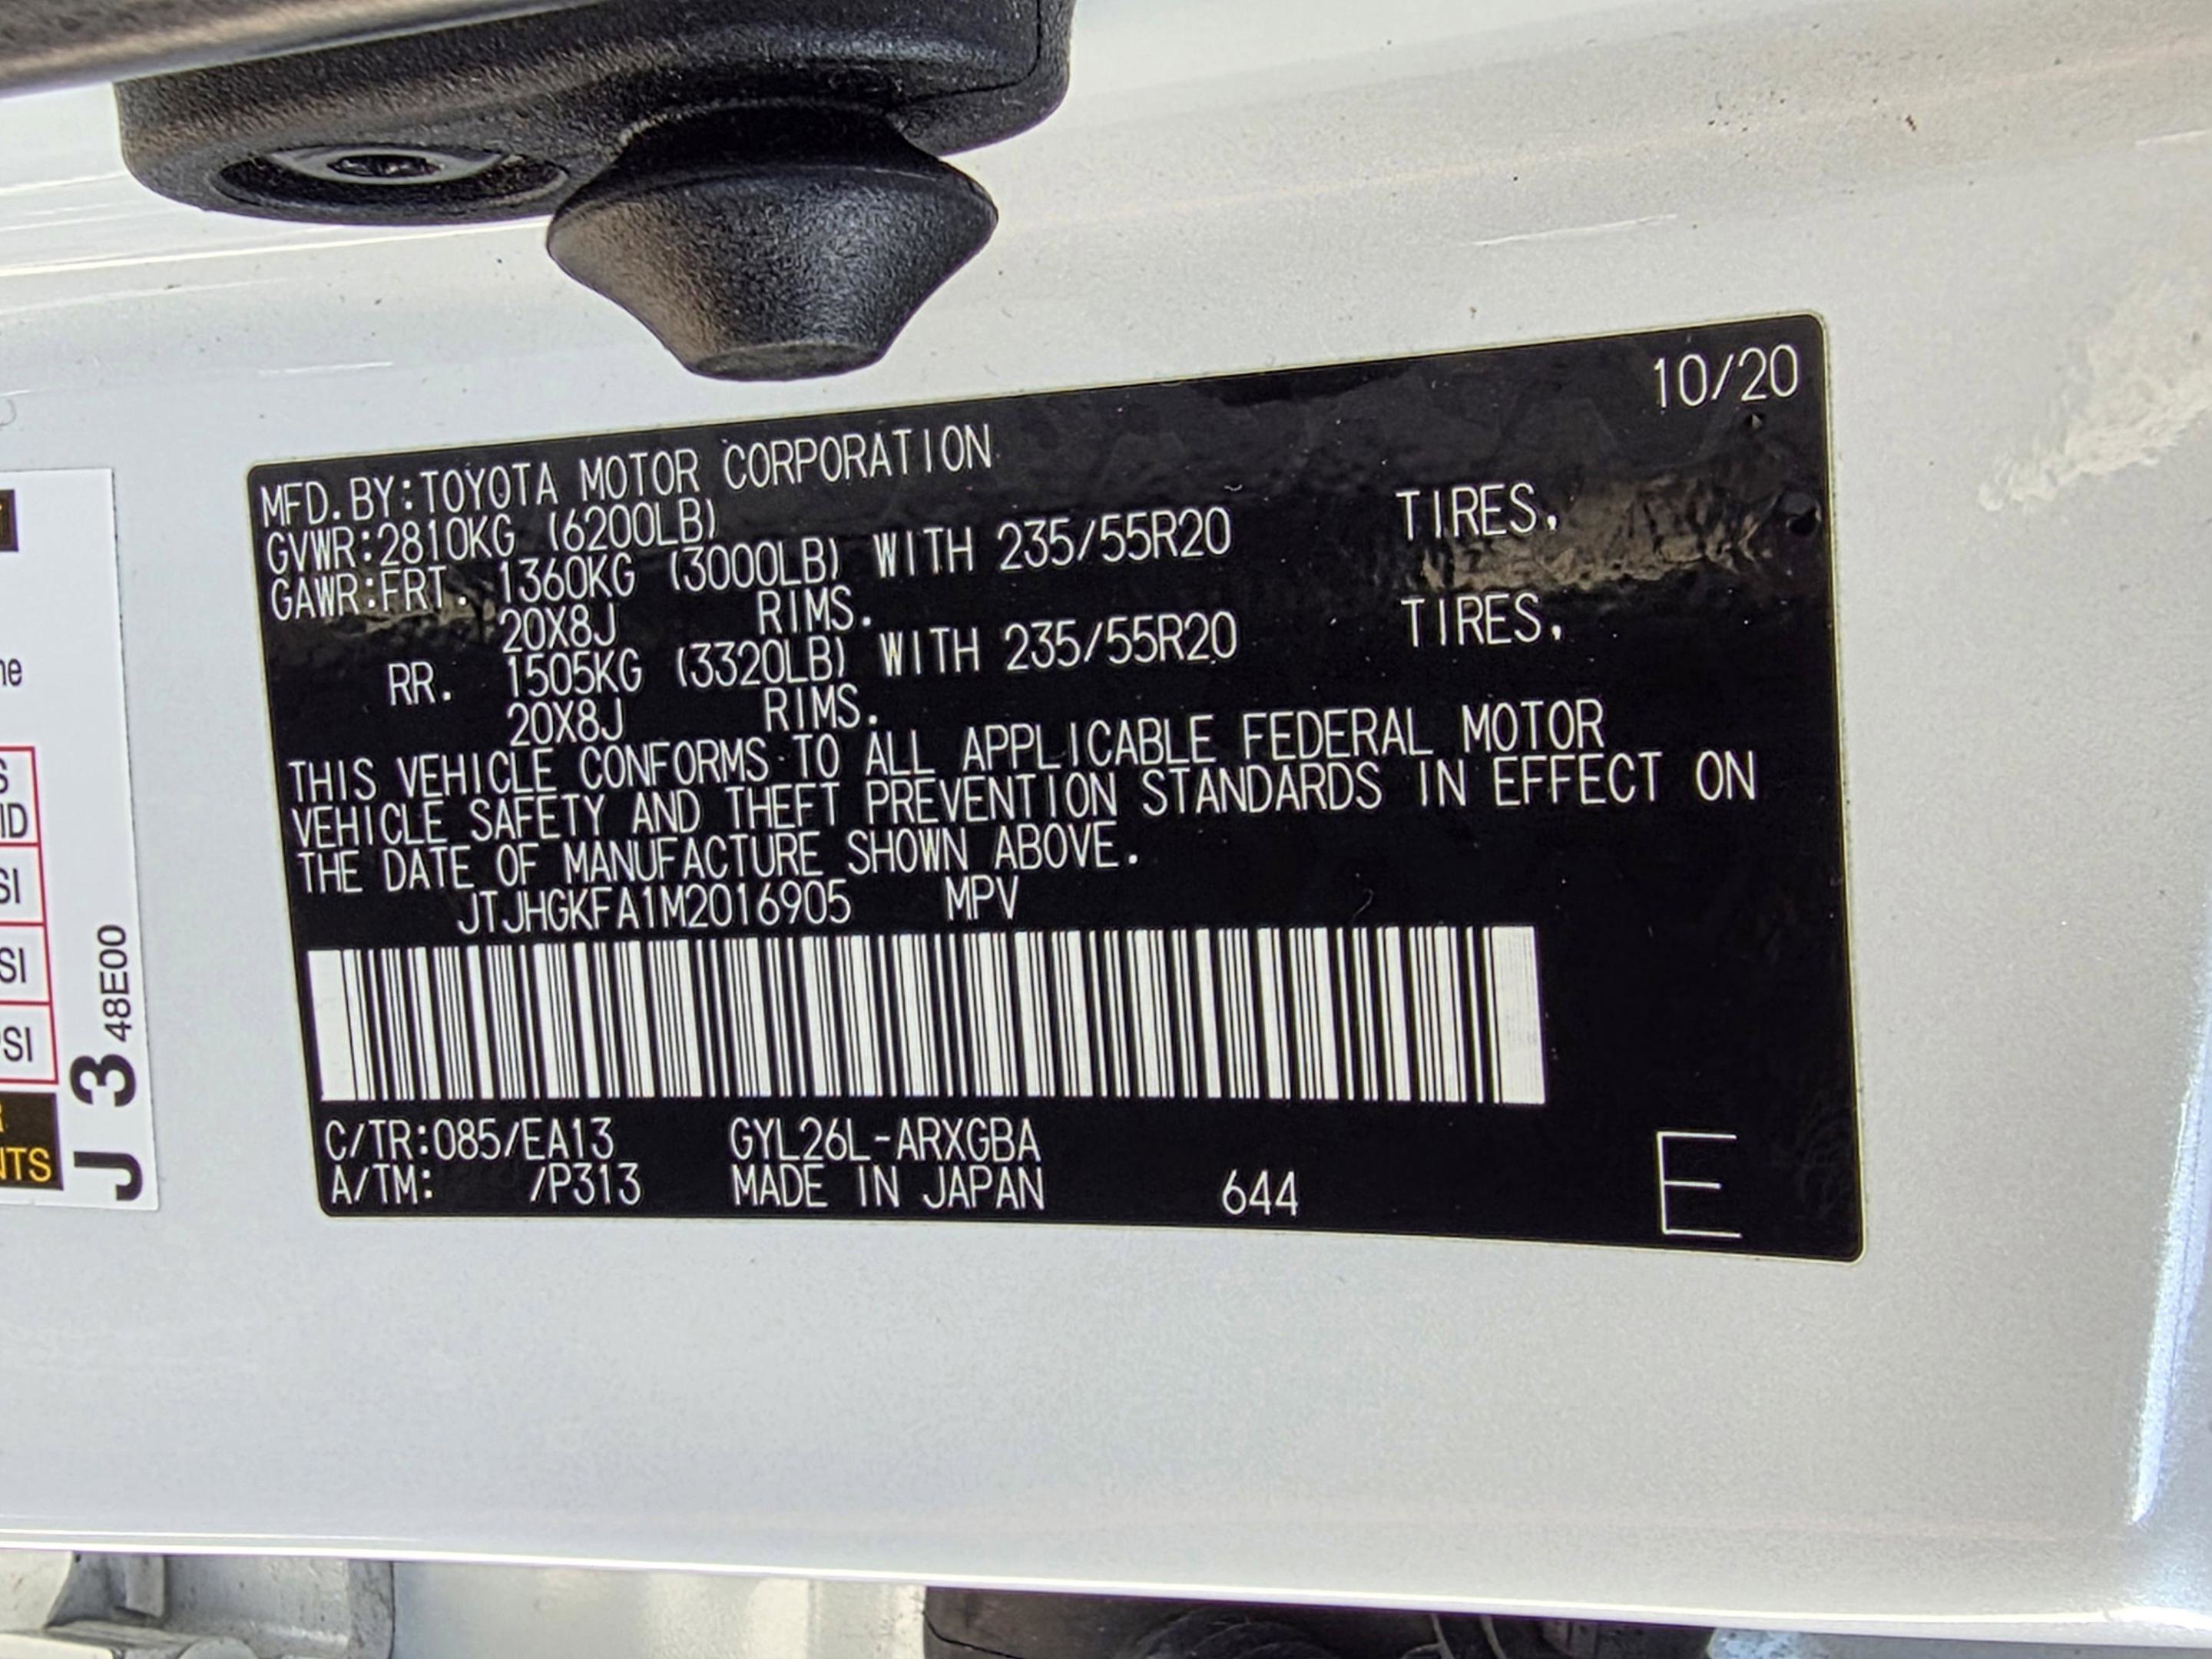 10/20
MFD.BY:TOYOTA MOTOR CORPORATION
GVWR:2810KG (6200LB)
GAWR:FRT. 1360KG (3000LB) WITH 235/55R20 TIRES,
20X8J RIMS.
RR. 1505KG (3320LB) WITH 235/55R20 TIRES,
20X8J RIMS.
THIS VEHICLE CONFORMS TO ALL APPLICABLE FEDERAL MOTOR
VEHICLE SAFETY AND THEFT PREVENTION STANDARDS IN EFFECT ON
THE DATE OF MANUFACTURE SHOWN ABOVE.
JTJHGKFA1M2016905 MPV
C/TR:085/EA13 GYL26L-ARXGBA
A/TM: /P313 MADE IN JAPAN 644
E
J 3 48E00